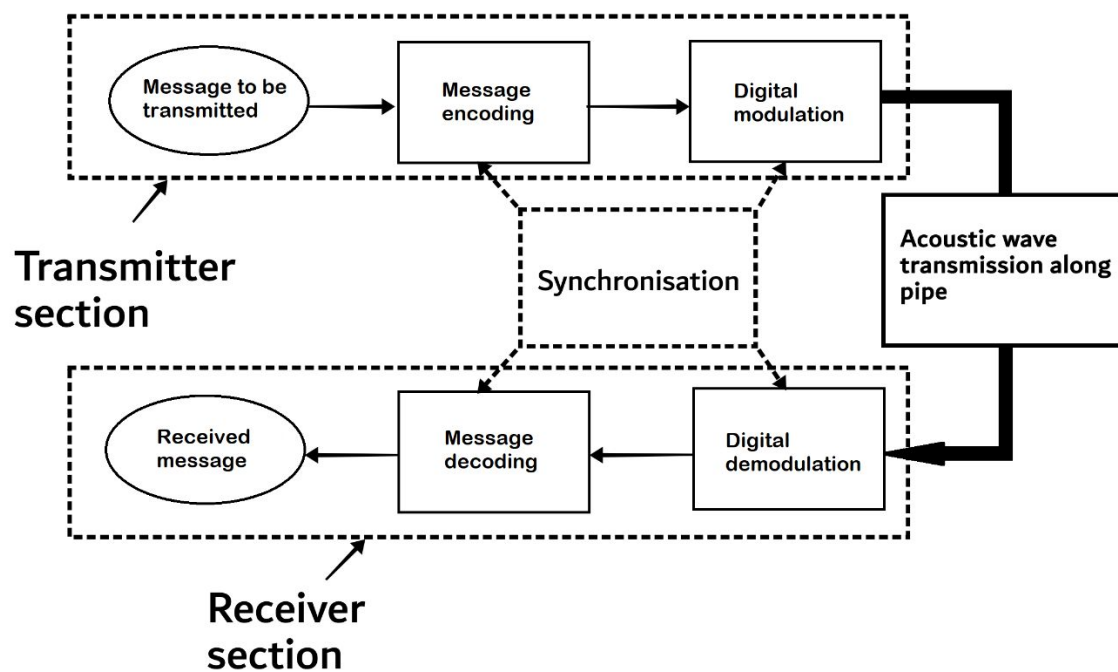 Message to be
transmitted
Message
encoding
Digital
modulation
Transmitter
section
Synchronisation
Acoustic wave
transmission along
pipe
Received
message
Message
decoding
Digital
demodulation
Receiver
section